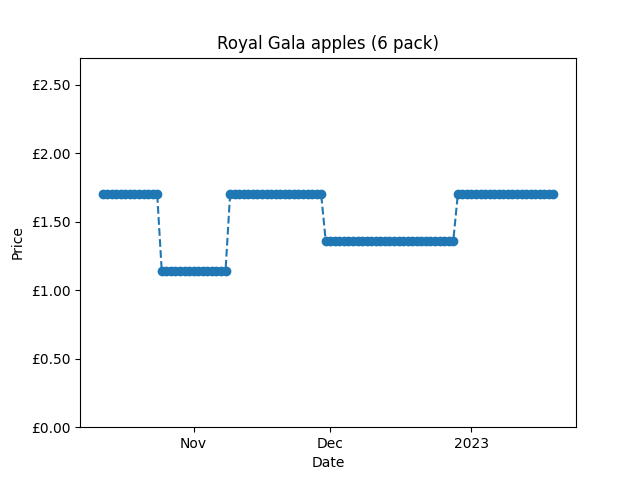 Royal Gala apples (6 pack)
£2.50
£2.00
£1.50
£1.00
£0.50
£0.00
Price
Nov
Dec
2023
Date